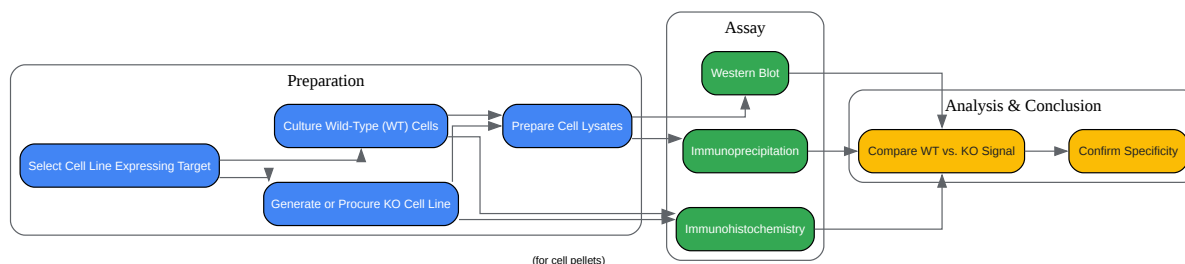 Preparation
Select Cell Line Expressing Target
Culture Wild-Type (WT) Cells
Generate or Procure KO Cell Line
Prepare Cell Lysates
(for cell pellets)
Assay
Western Blot
Immunoprecipitation
Immunohistochemistry
Analysis & Conclusion
Compare WT vs. KO Signal
Confirm Specificity